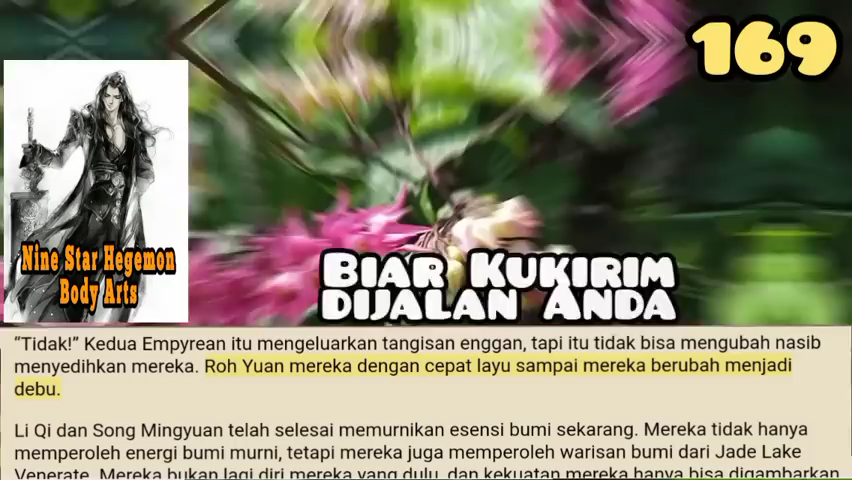 169
Nine Star Hegemon
Body Arts
BIAR KUKIRIM
DIJALAN ANDA
“Tidak!” Kedua Empyrean itu mengeluarkan tangisan enggan, tapi itu tidak bisa mengubah nasib
menyedihkan mereka. Roh Yuan mereka dengan cepat layu sampai mereka berubah menjadi
debu.
Li Qi dan Song Mingyuan telah selesai memurnikan esensi bumi sekarang. Mereka tidak hanya
memperoleh energi bumi murni, tetapi mereka juga memperoleh warisan bumi dari Jade Lake
Venerate. Mereka bukan lagi diri mereka yang dulu, dan kekuatan mereka hanya bisa digambarkan